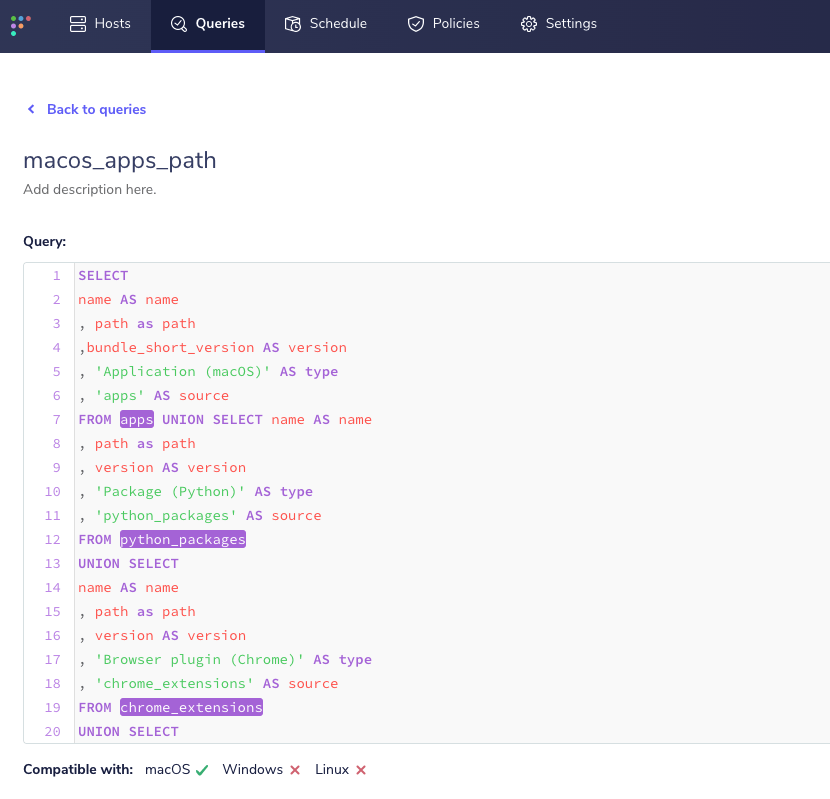 Hosts Queries Schedule Policies Settings
Back to queries
macos_apps_path
Add description here.
Query:
1 SELECT
2 name AS name
3 , path as path
4 ,bundle_short_version AS version
5 , 'Application (macOS)' AS type
6 , 'apps' AS source
7 FROM apps UNION SELECT name AS name
8 , path as path
9 , version AS version
10 , 'Package (Python)' AS type
11 , 'python_packages' AS source
12 FROM python_packages
13 UNION SELECT
14 name AS name
15 , path as path
16 , version AS version
17 , 'Browser plugin (Chrome)' AS type
18 , 'chrome_extensions' AS source
19 FROM chrome_extensions
20 UNION SELECT
Compatible with: macOS Windows Linux